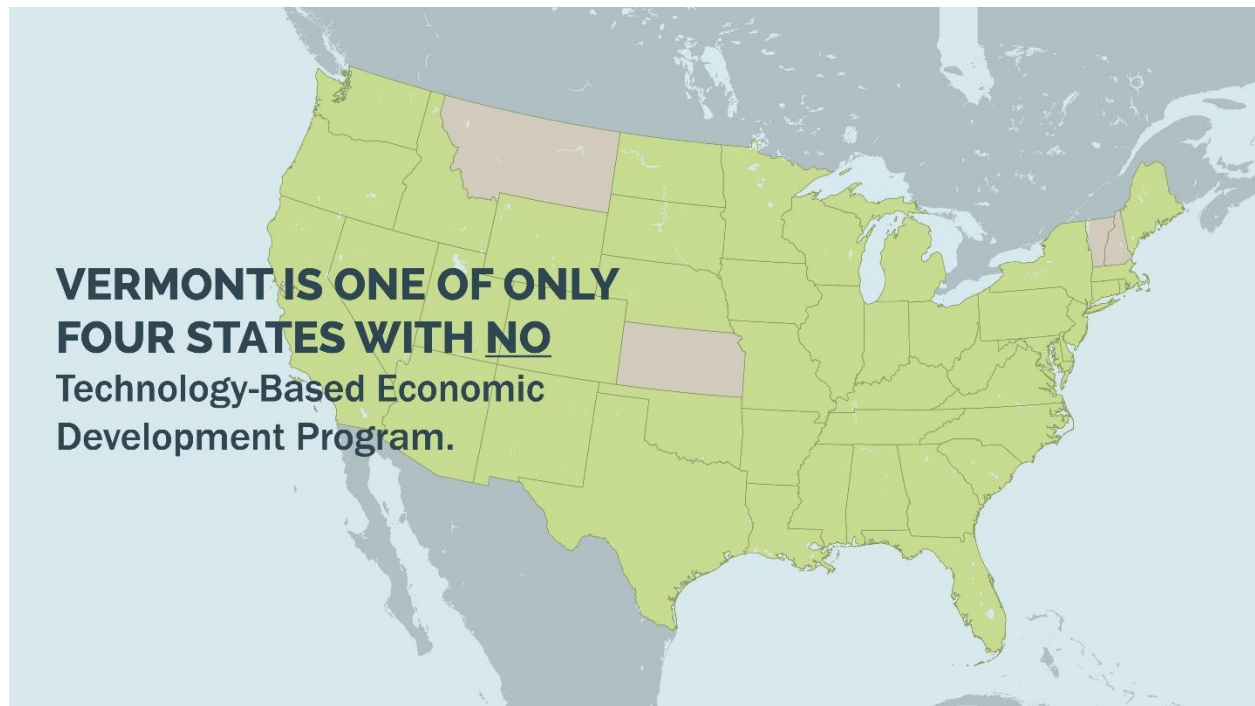 VERMONT IS ONE OF ONLY
FOUR STATES WITH NO
Technology-Based Economic
Development Program.